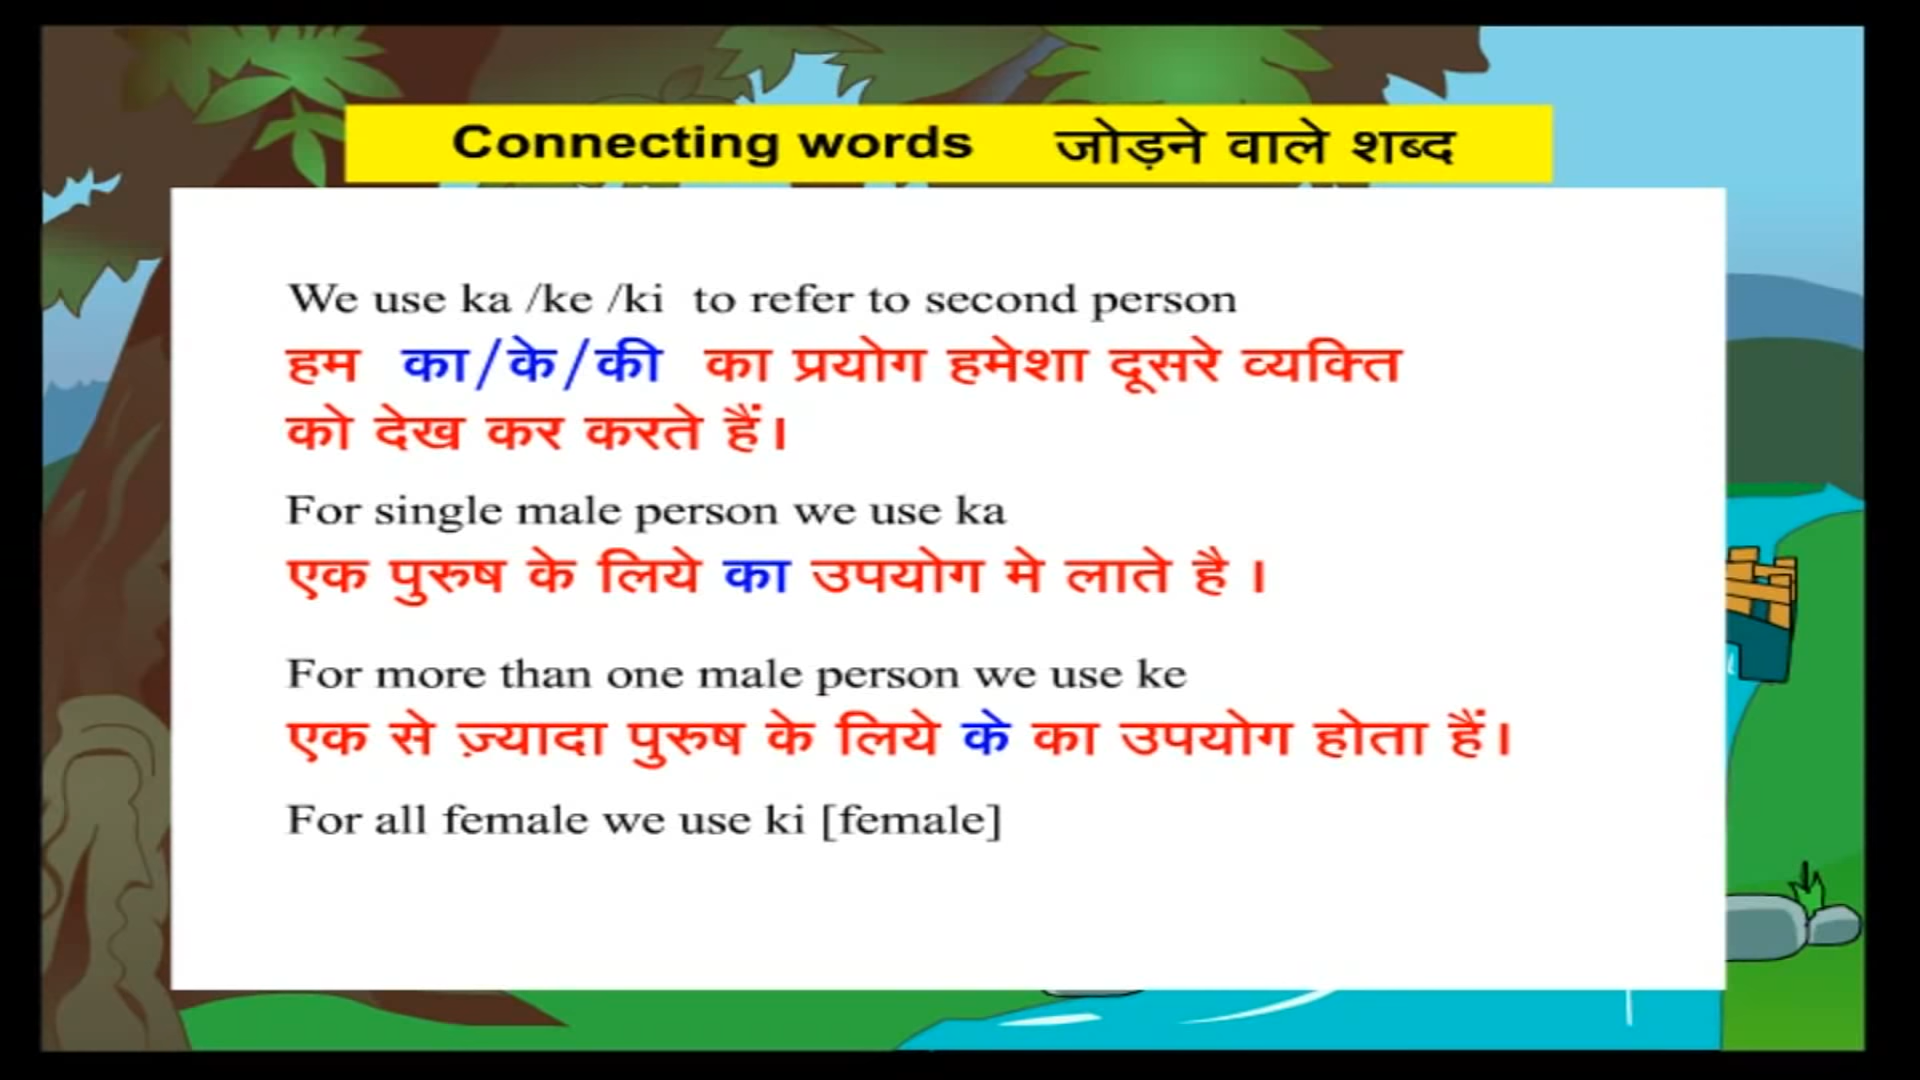 Connecting words जोड़ने वाले शब्द
We use ka /ke /ki to refer to second person
हम का/के/की का प्रयोग हमेशा दूसरे व्यक्ति
को देख कर करते हैं।
For single male person we use ka
एक पुरुष के लिये का उपयोग मे लाते है ।
For more than one male person we use ke
एक से ज़्यादा पुरुष के लिये के का उपयोग होता हैं।
For all female we use ki [female]